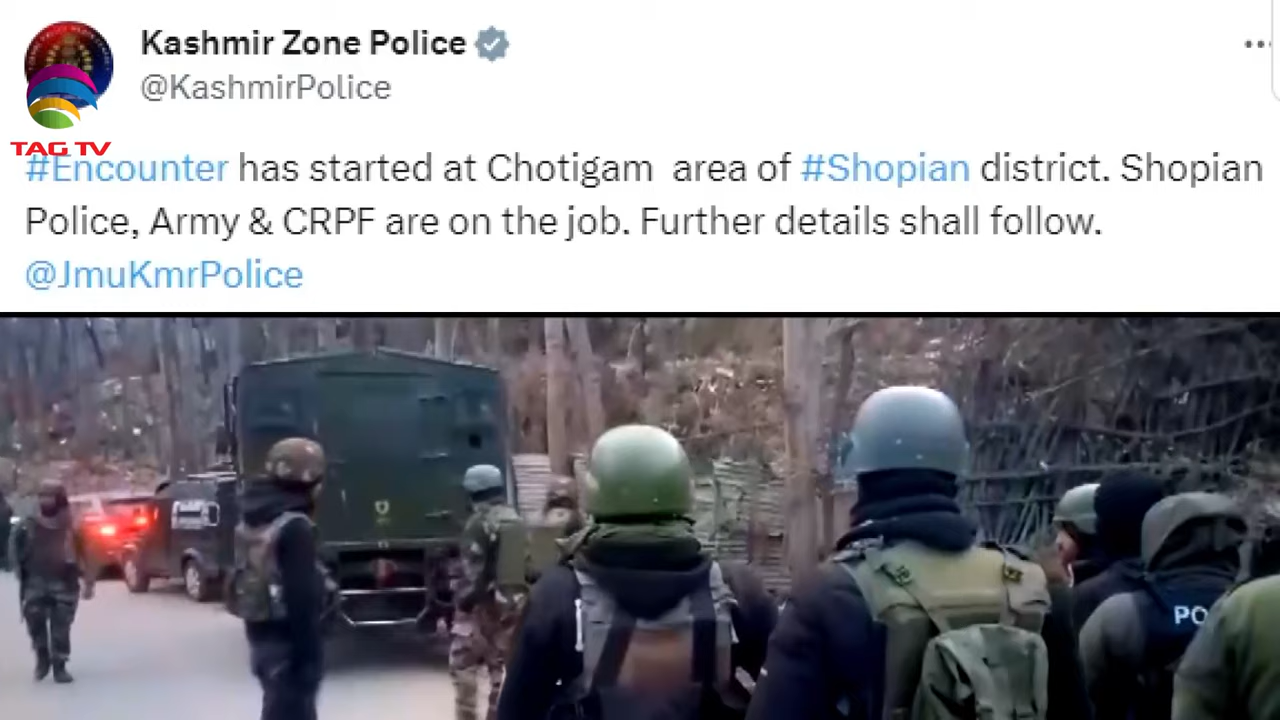 Kashmir Zone Police
@KashmirPolice
TAG TV
#Encounter has started at Chotigam area of #Shopian district. Shopian
Police, Army & CRPF are on the job. Further details shall follow.
@JmuKmrPolice
PO